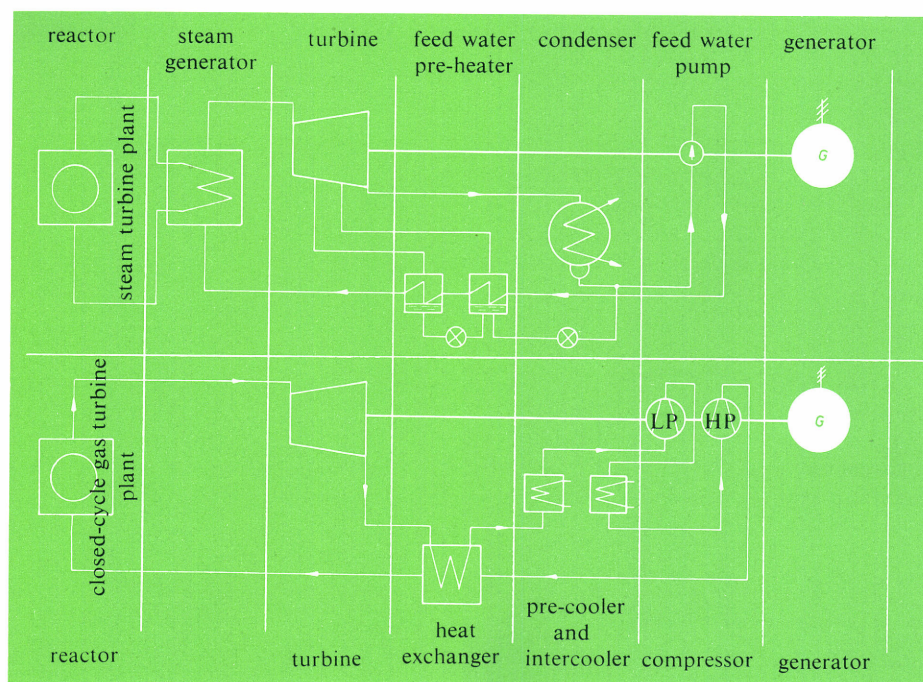 reactor
steam
generator
turbine
feed water
pre-heater
condenser
feed water
pump
generator
steam turbine plant
G
closed-cycle gas turbine
plant
LP
HP
G
reactor
turbine
heat
exchanger
pre-cooler
and
intercooler
compressor
generator